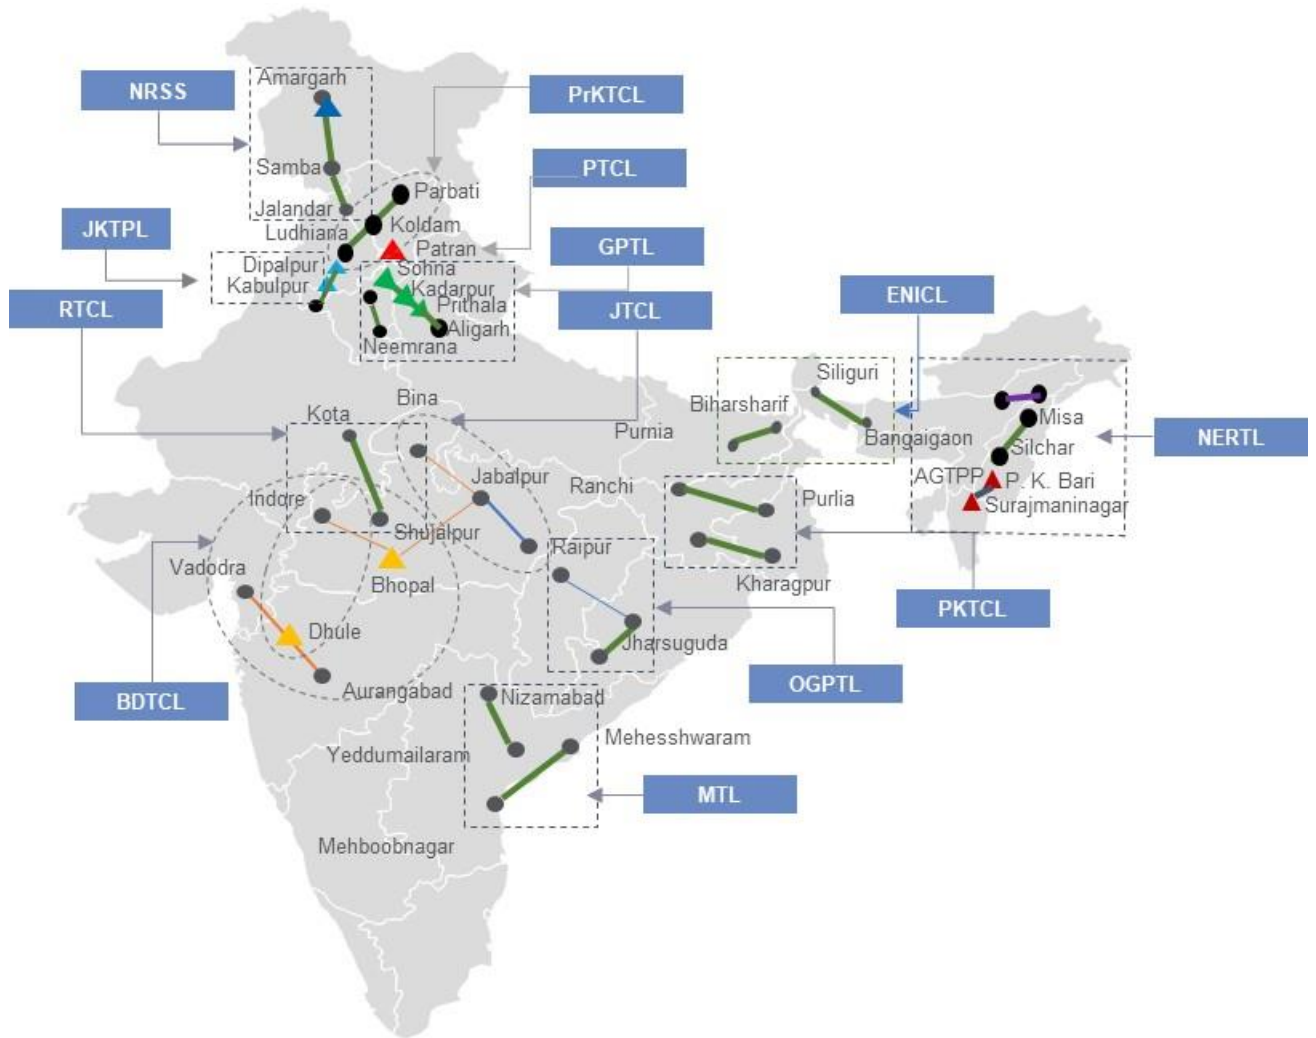 Amargarh
NRSS
PrKTCL
Samba
PTCL
Parbati
Jalandar
Koldam
JKTPL
Ludhiana
GPTL
Patran
Dipalpur
Sohna
Kabulpur
Kadarpur
ENICL
RTCL
Prithala
JTCL
Aligarh
Neemrana
Siliguri
Bina
Biharsharif
Kota
Misa
Purnia
Bangaigaon
NERTL
Silchar
Jabalpur
AGTPP
P. K. Bari
Ranchi
Indore
Purlia
Surajmaninagar
Shujalpur
Raipur
Vadodra
Bhopal
Kharagpur
PKTCL
Dhule
Jharsuguda
OGPTL
BDTCL
Aurangabad
Nizamabad
Mehesshwaram
Yeddumailaram
MTL
Mehboobnagar